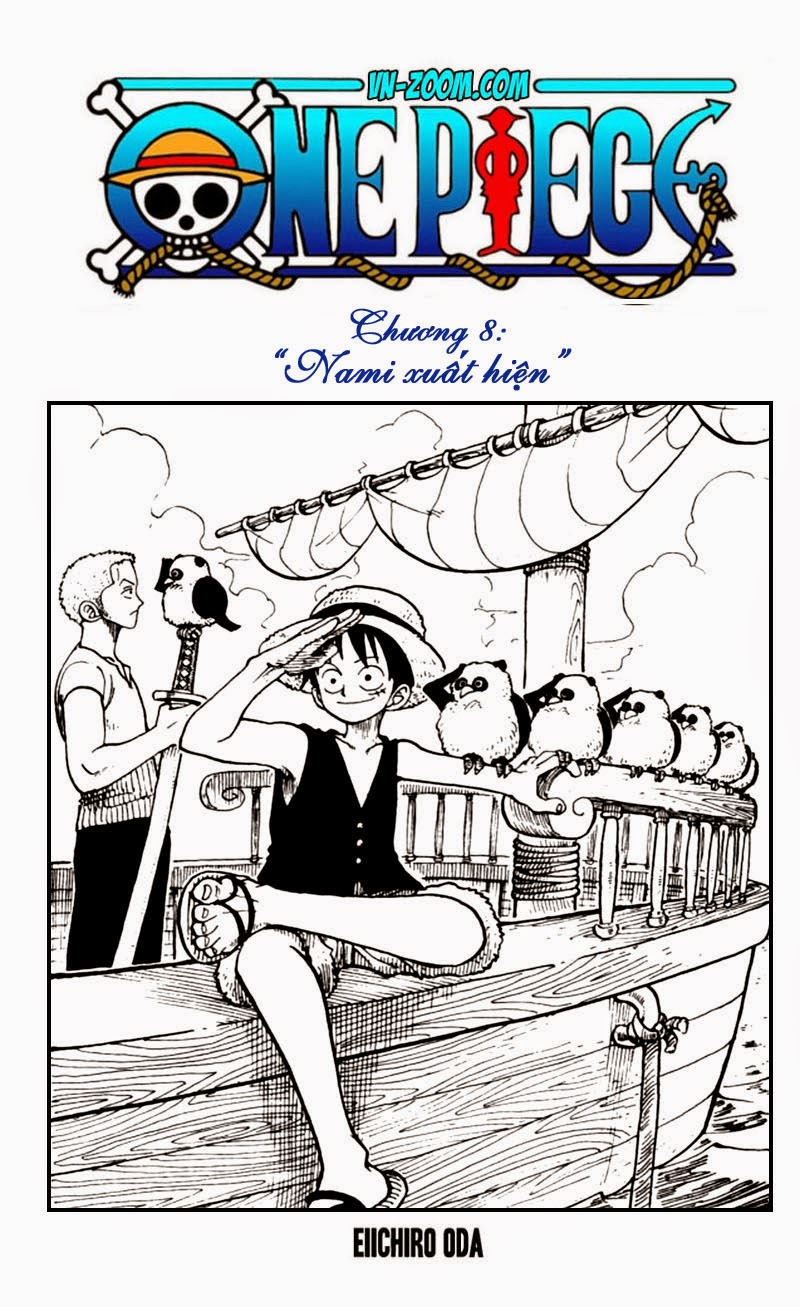 VN-ZOOM.COM
ONE PIECE
Chương 8:
“Nami xuất hiện”
EIICHIRO ODA